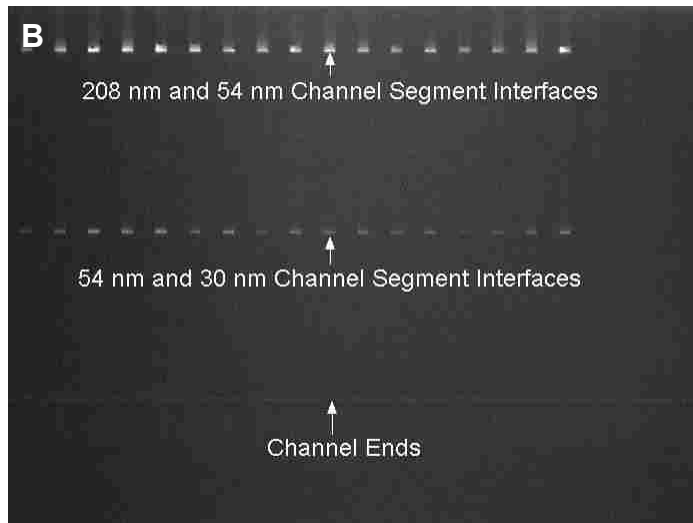 B
208 nm and 54 nm Channel Segment Interfaces
54 nm and 30 nm Channel Segment Interfaces
Channel Ends